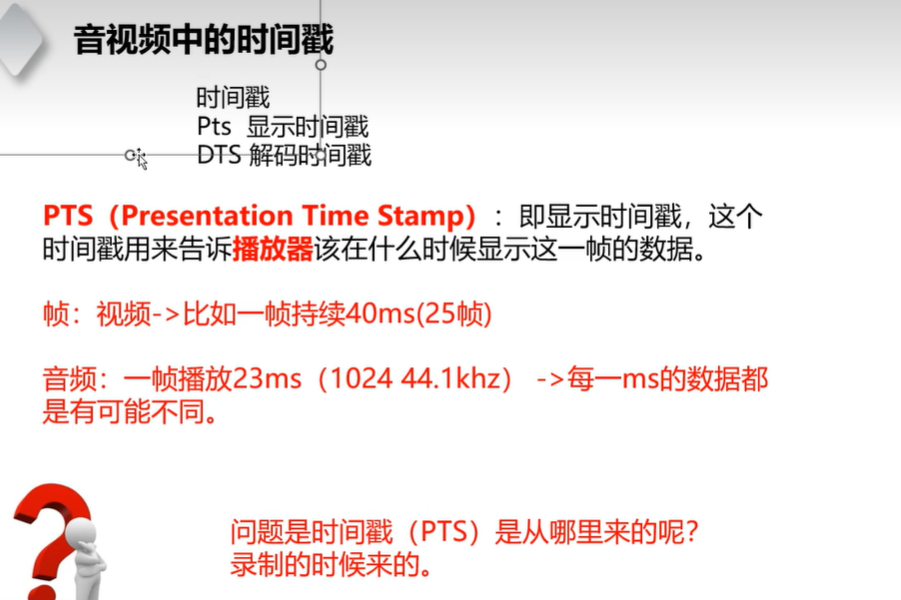 音视频中的时间戳
时间戳
Pts 显示时间戳
DTS 解码时间戳
PTS（Presentation Time Stamp）：即显示时间戳，这个
时间戳用来告诉播放器该在什么时候显示这一帧的数据。
帧：视频->比如一帧持续40ms(25帧)
音频：一帧播放23ms（1024 44.1khz） ->每一ms的数据都
是有可能不同。
问题是时间戳（PTS）是从哪里来的呢？
录制的时候来的。